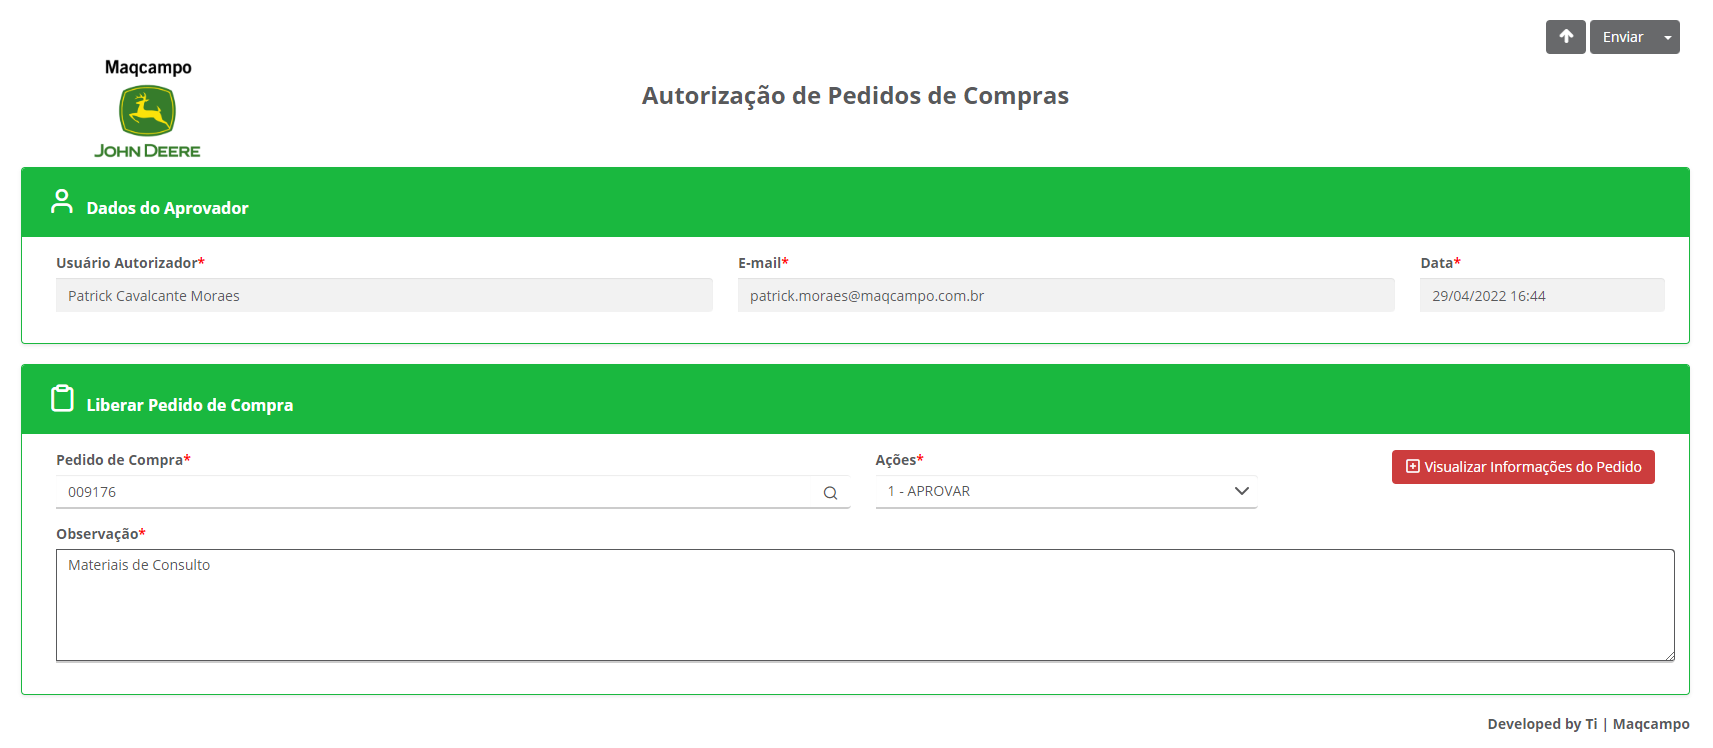 Enviar
Maqcampo
JOHN DEERE
Autorização de Pedidos de Compras
Dados do Aprovador
Usuário Autorizador* E-mail* Data*
Patrick Cavalcante Moraes patrick.moraes@maqcampo.com.br 29/04/2022 16:44
Liberar Pedido de Compra
Pedido de Compra* Ações* Visualizar Informações do Pedido
009176 1 - APROVAR
Observação*
Materiais de Consulto
Developed by Ti | Maqcampo